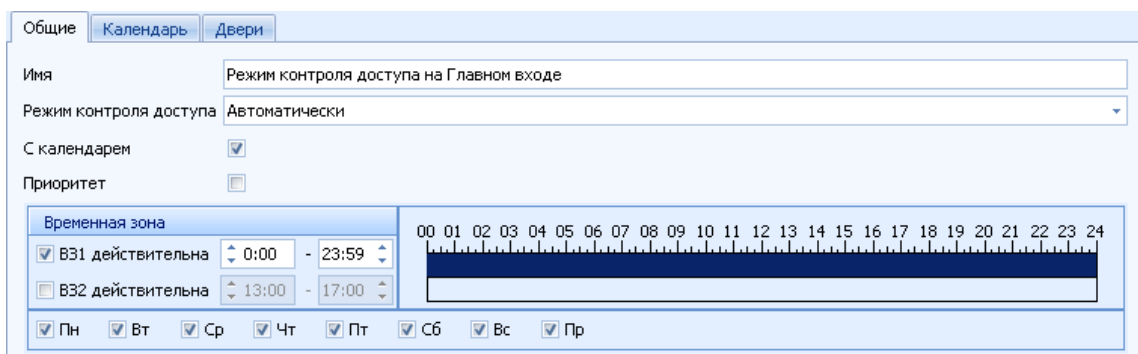 Общие Календарь Двери
Имя Режим контроля доступа на Главном входе
Режим контроля доступа Автоматически
С календарем
Приоритет
Временная зона
00 01 02 03 04 05 06 07 08 09 10 11 12 13 14 15 16 17 18 19 20 21 22 23 24
ВЗ1 действительна 0:00 - 23:59
ВЗ2 действительна 13:00 - 17:00
Пн Вт Ср Чт Пт Сб Вс Пр